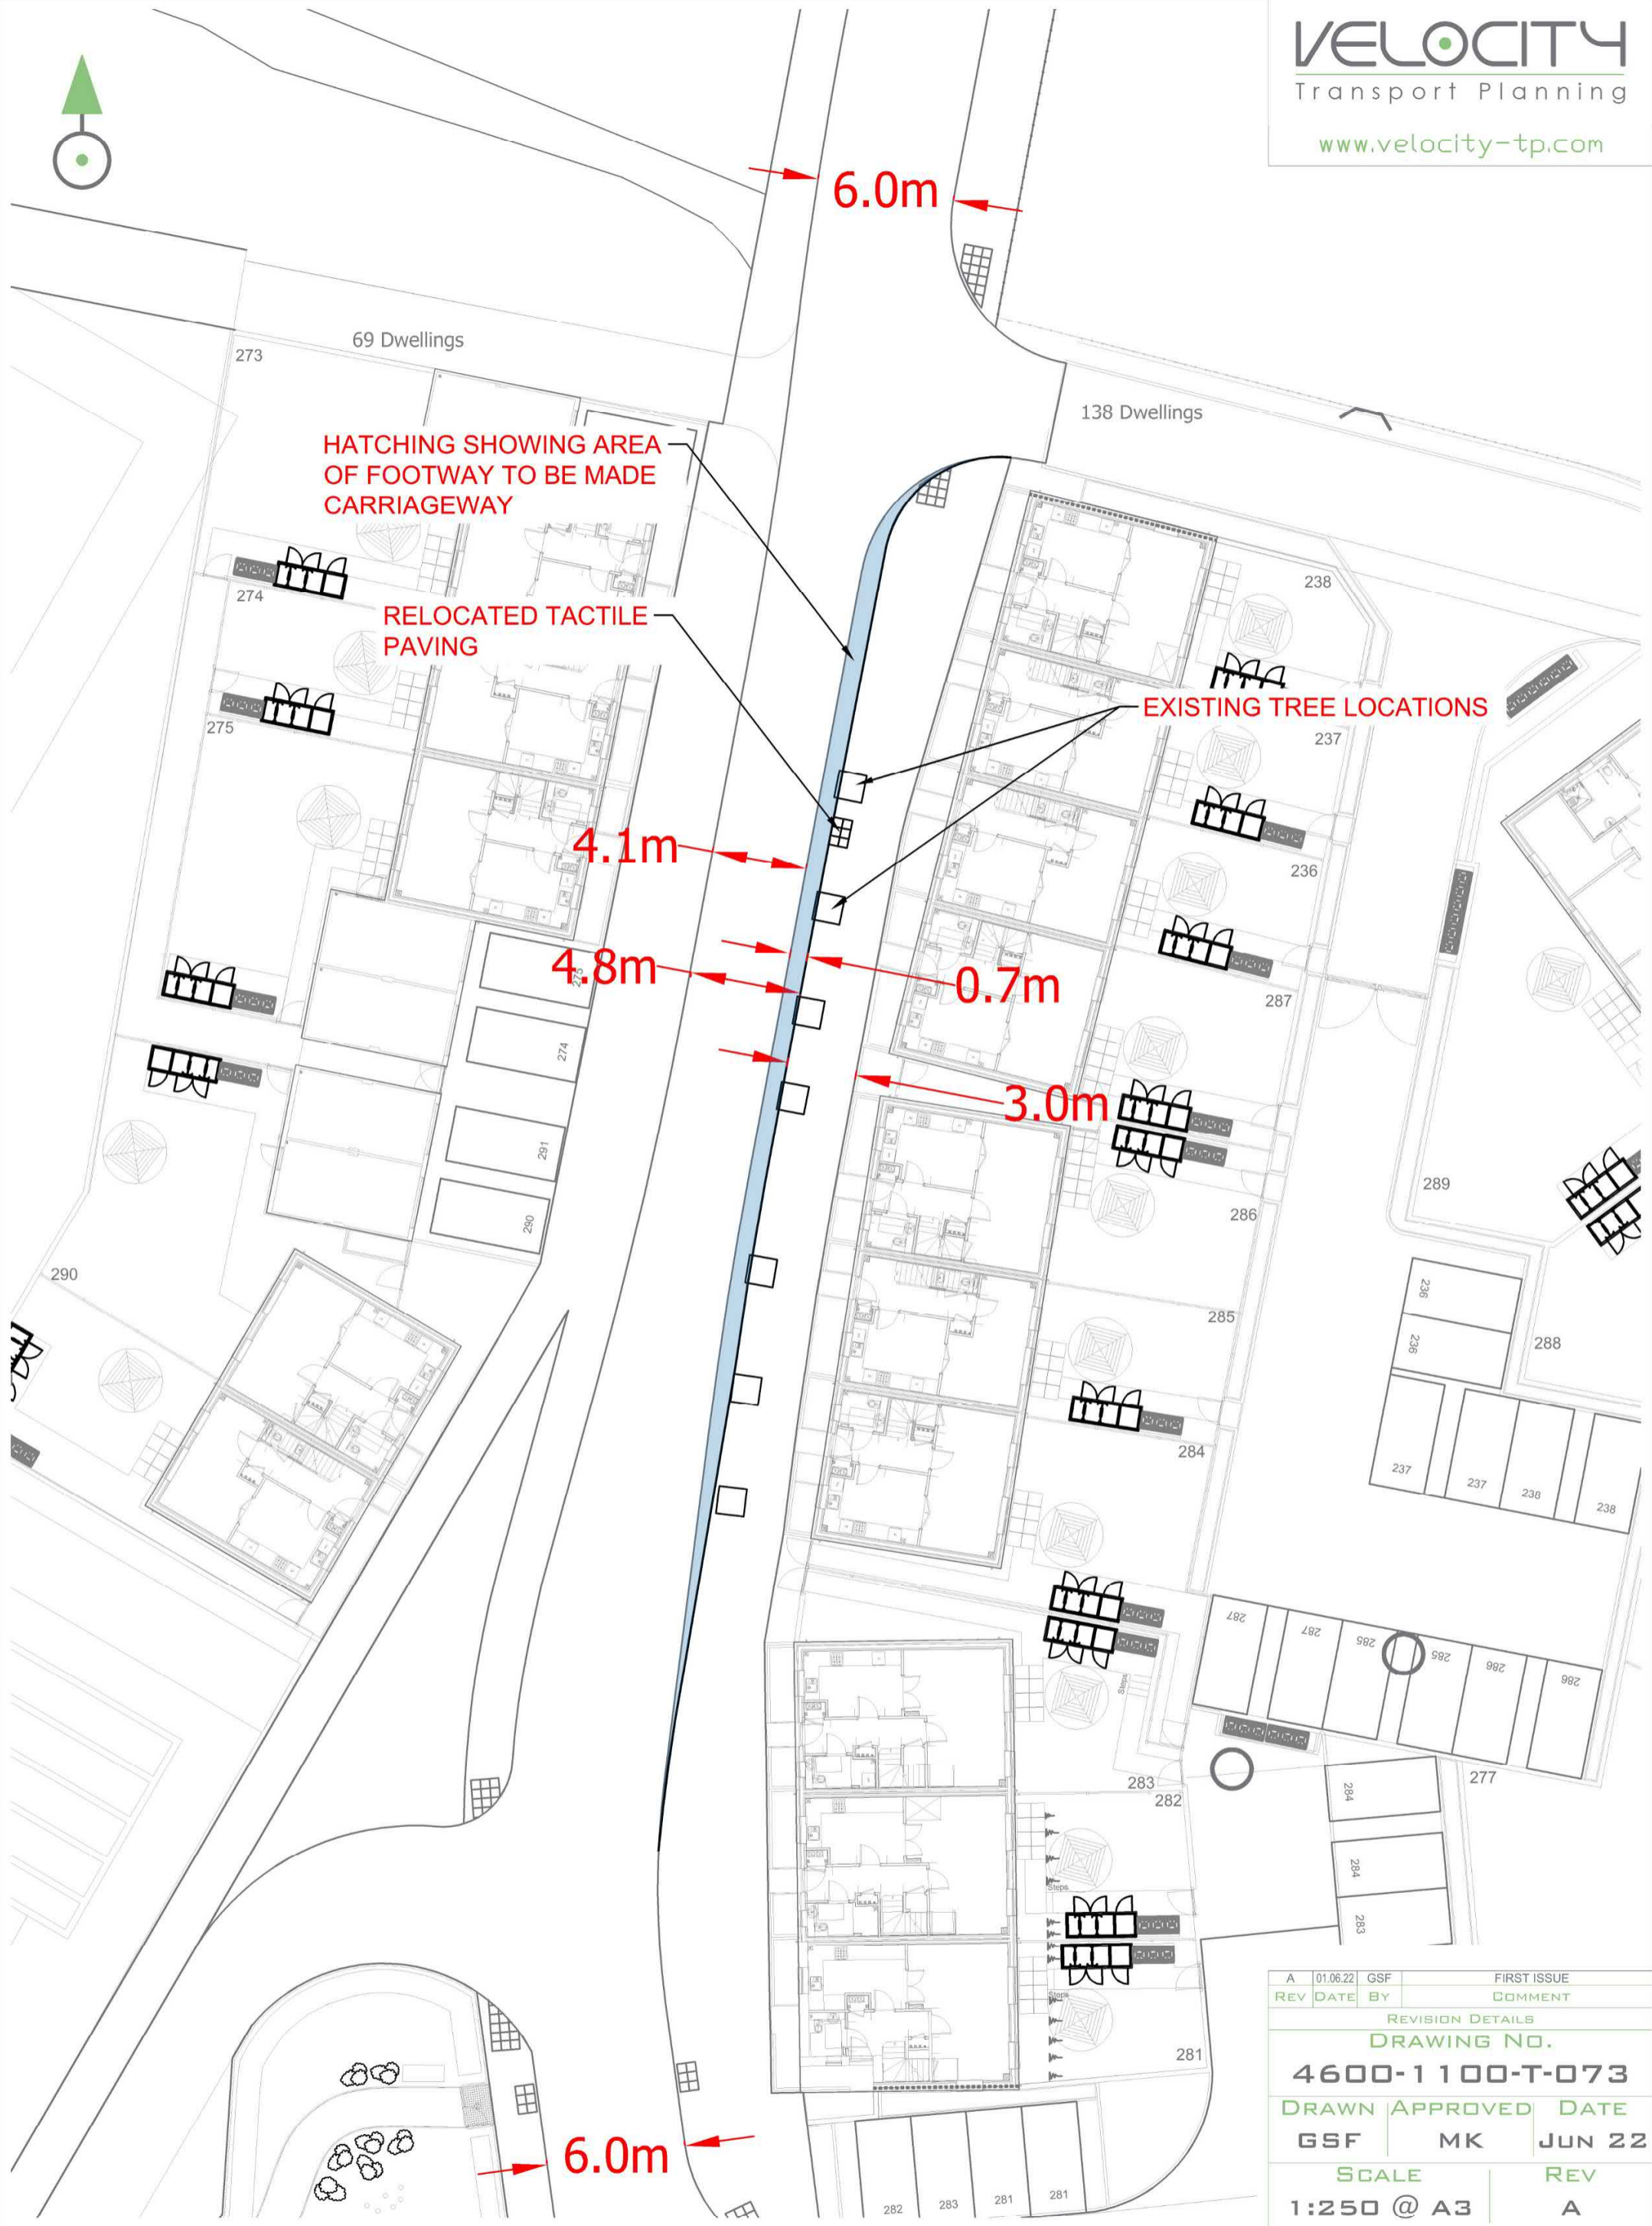 VELOCITY
Transport Planning
www.velocity-tp.com
6.0m
69 Dwellings
273
138 Dwellings
HATCHING SHOWING AREA
OF FOOTWAY TO BE MADE
CARRIAGEWAY
274
238
RELOCATED TACTILE
PAVING
EXISTING TREE LOCATIONS
275
237
4.1m
236
4.8m
275
0.7m
287
274
3.0m
291
289
286
290
290
236
285
288
236
284
237
237
238
238
287
287
285
285
286
286
Steps
283
277
282
284
284
Steps
283
Steps
281
6.0m
282
283
281
281
A 01.06.22 GSF FIRST ISSUE
REV DATE BY COMMENT
REVISION DETAILS
DRAWING NO.
4600-1100-T-073
DRAWN APPROVED DATE
GSF MK JUN 22
SCALE REV
1:250 @ A3 A